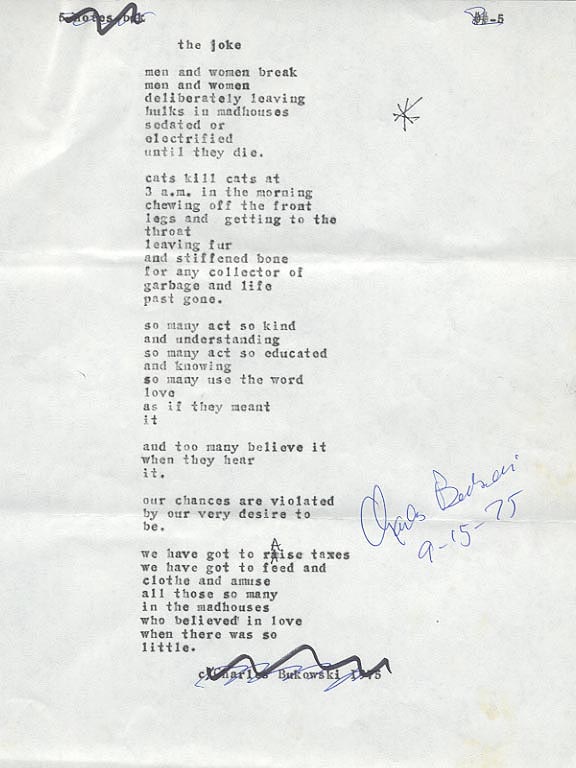 5 notes
-5
the joke
men and women break
men and women
deliberately leaving
hulks in madhouses
sedated or
electrified
until they die.
cats kill cats at
3 a.m. in the morning
chewing off the front
legs and getting to the
throat
leaving fur
and stiffened bone
for any collector of
garbage and life
past gone.
so many act so kind
and understanding
so many act so educated
and knowing
so many use the word
love
as if they meant
it
and too many believe it
when they hear
it.
our chances are violated
by our very desire to
be.
Charles Bukowski
9-15-75
A
we have got to raise taxes
we have got to feed and
clothe and amuse
all those so many
in the madhouses
who believed in love
when there was so
little.
c) Charles Bukowski 1975